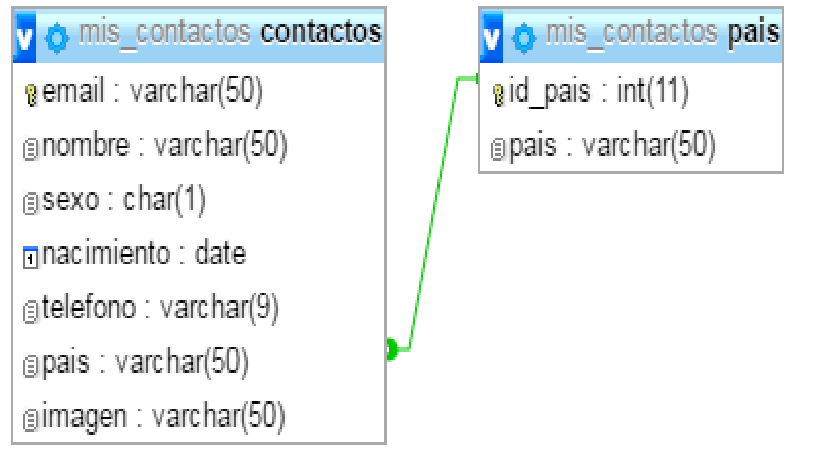 mis_contactos contactos
email : varchar(50)
nombre : varchar(50)
sexo : char(1)
nacimiento : date
telefono : varchar(9)
pais : varchar(50)
imagen : varchar(50)
mis_contactos pais
id_pais : int(11)
pais : varchar(50)